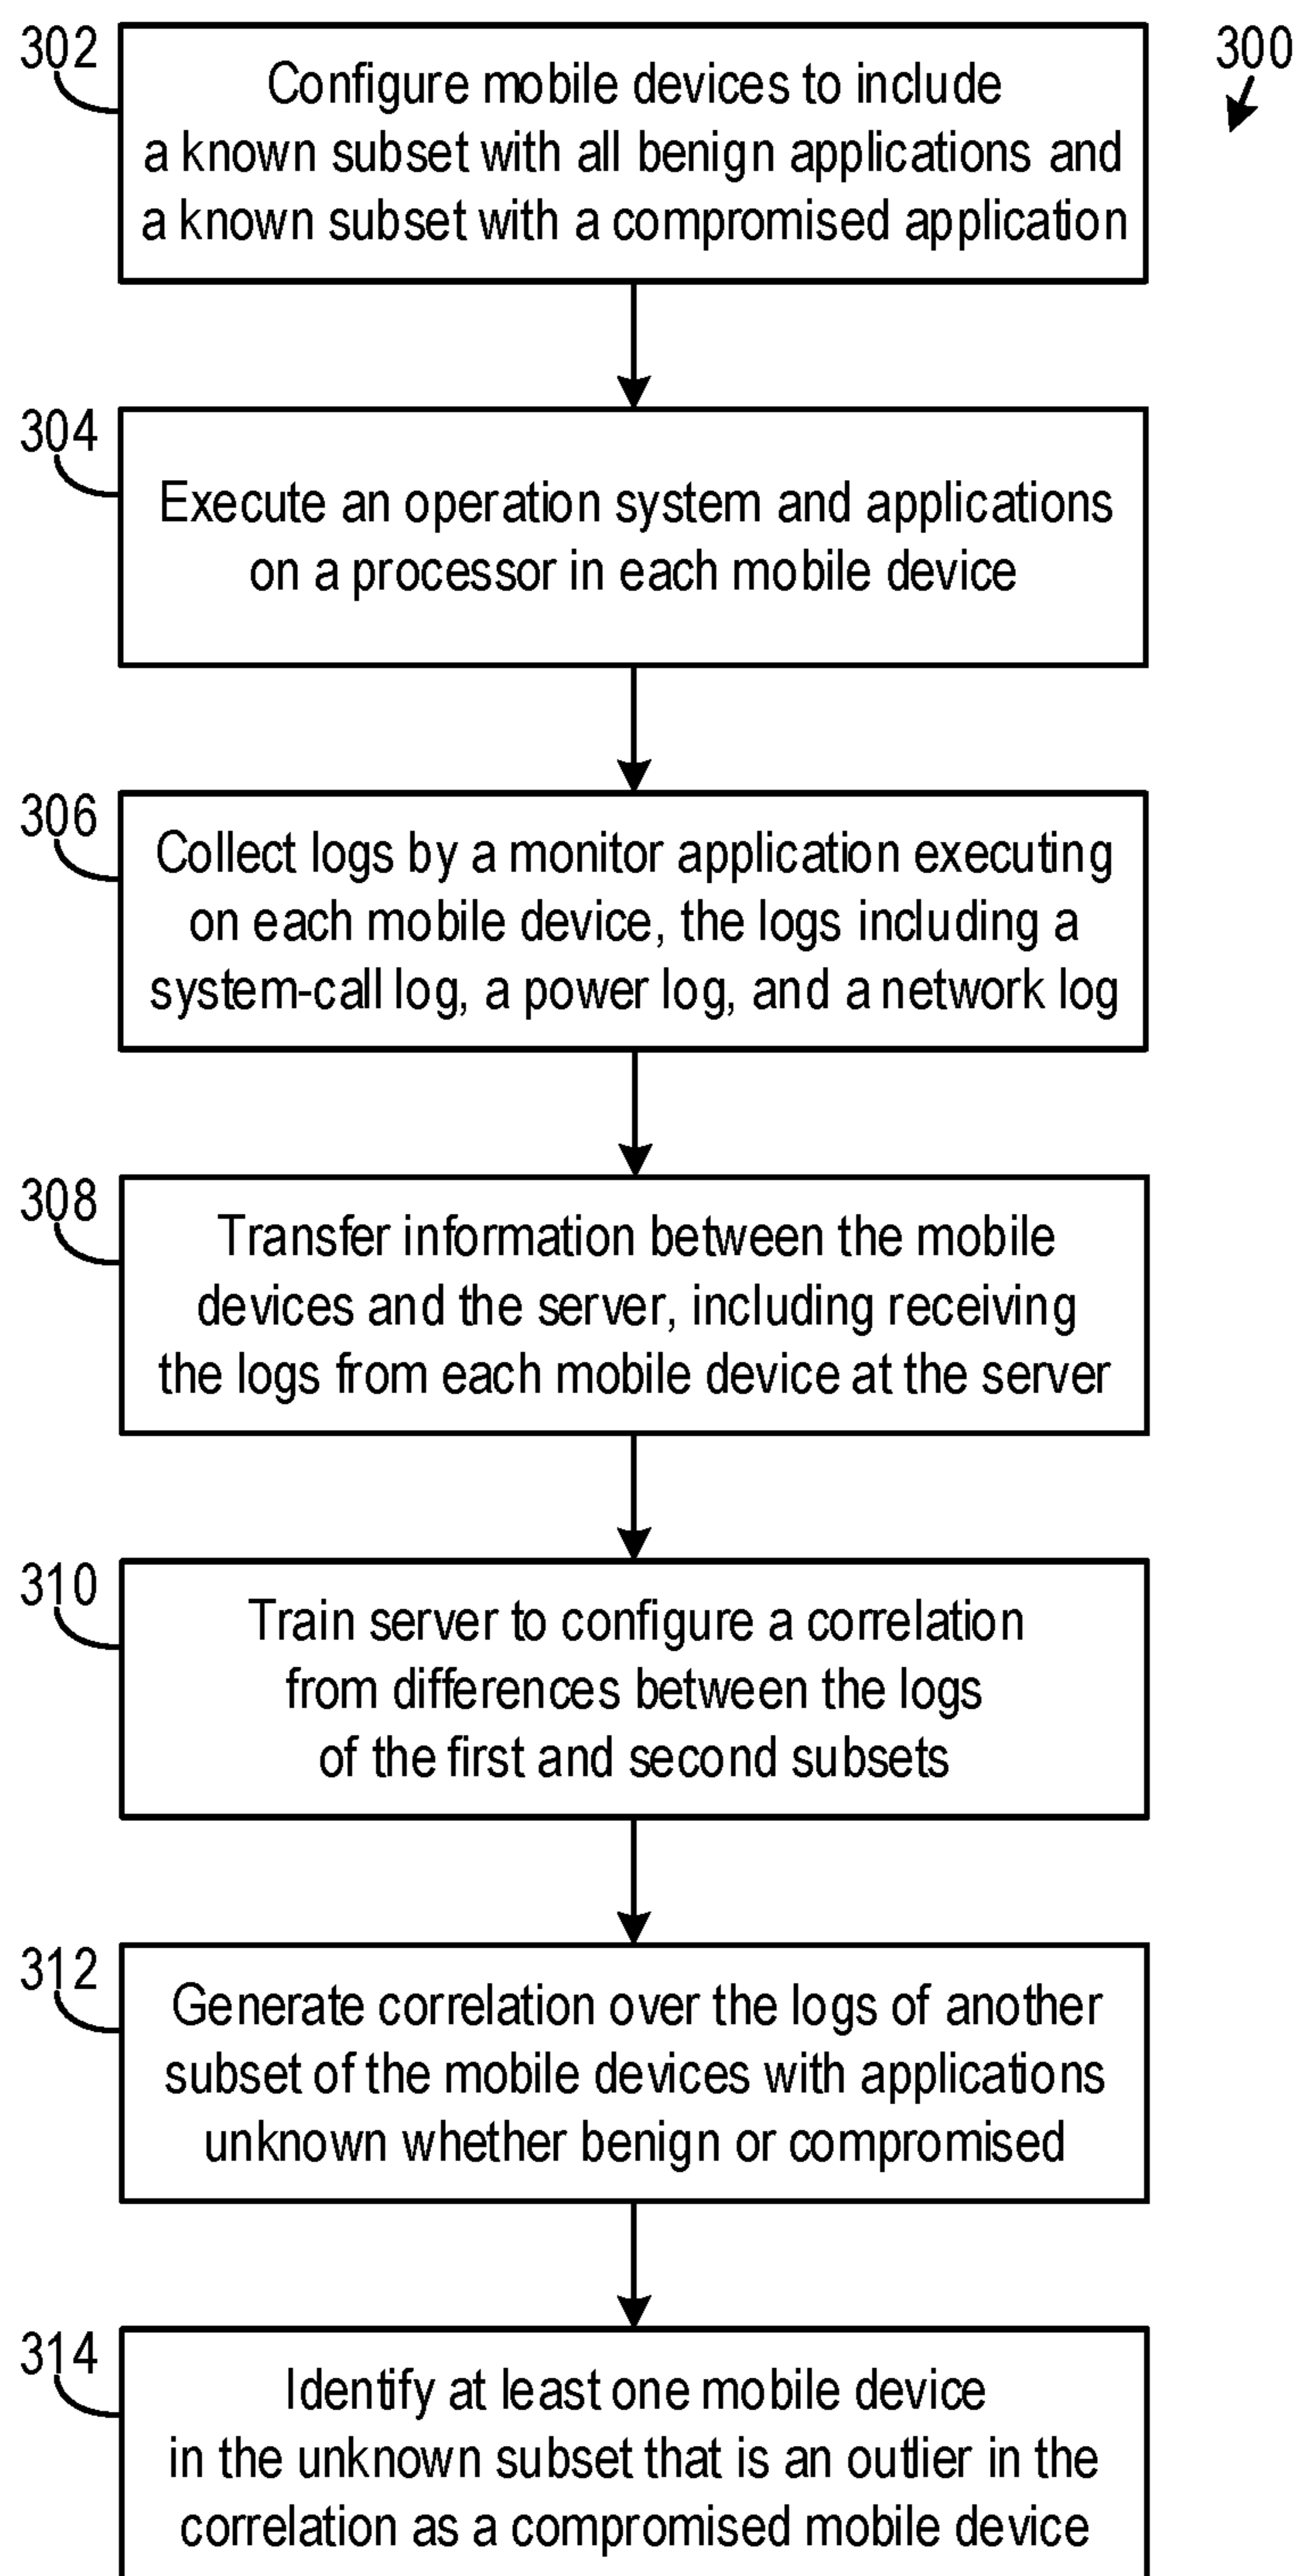 302
300
Configure mobile devices to include
a known subset with all benign applications and
a known subset with a compromised application
304
Execute an operation system and applications
on a processor in each mobile device
306
Collect logs by a monitor application executing
on each mobile device, the logs including a
system-call log, a power log, and a network log
308
Transfer information between the mobile
devices and the server, including receiving
the logs from each mobile device at the server
310
Train server to configure a correlation
from differences between the logs
of the first and second subsets
312
Generate correlation over the logs of another
subset of the mobile devices with applications
unknown whether benign or compromised
314
Identify at least one mobile device
in the unknown subset that is an outlier in the
correlation as a compromised mobile device